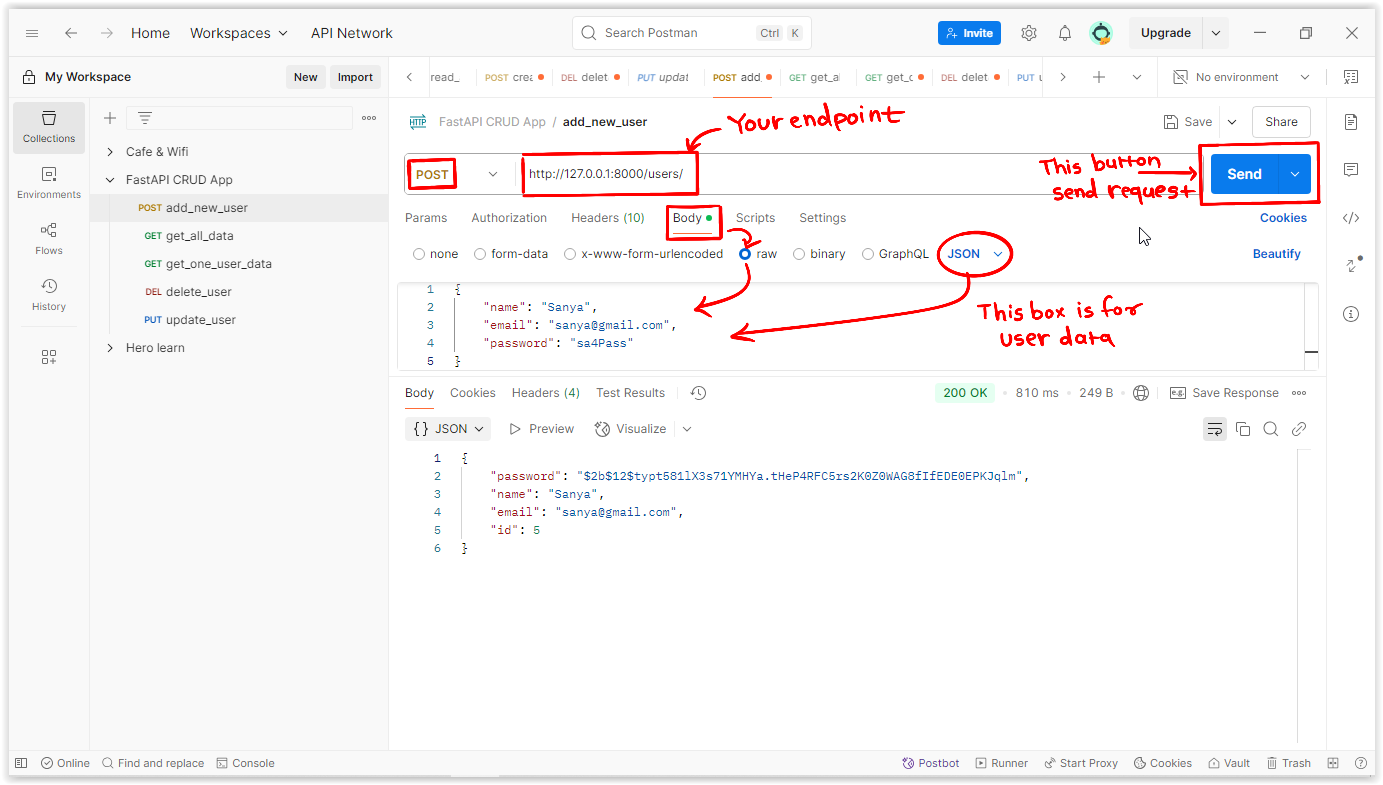 Home Workspaces API Network Search Postman Ctrl K Invite Upgrade
My Workspace New Import read_ POST crea DEL delet PUT updat POST add GET get_al GET get_o DEL delet PUT u No environment
Collections
Environments
Flows
History
Cafe & Wifi
FastAPI CRUD App
POST add_new_user
GET get_all_data
GET get_one_user_data
DEL delete_user
PUT update_user
Hero learn
HTTP FastAPI CRUD App / add_new_user Save Share
Your endpoint
POST http://127.0.0.1:8000/users/ Send
This button
send request
Params Authorization Headers (10) Body Scripts Settings Cookies
none form-data x-www-form-urlencoded raw binary GraphQL JSON Beautify
1 {
2 "name": "Sanya",
3 "email": "sanya@gmail.com",
4 "password": "sa4Pass"
5 }
This box is for
user data
Body Cookies Headers (4) Test Results 200 OK 810 ms 249 B e.g. Save Response
{} JSON Preview Visualize
1 {
2 "password": "$2b$12$typt581lX3s71YMHYa.tHeP4RFC5rs2K0Z0WAG8fIfEDE0EPKJqlm",
3 "name": "Sanya",
4 "email": "sanya@gmail.com",
5 "id": 5
6 }
Online Find and replace Console Postbot Runner Start Proxy Cookies Vault Trash